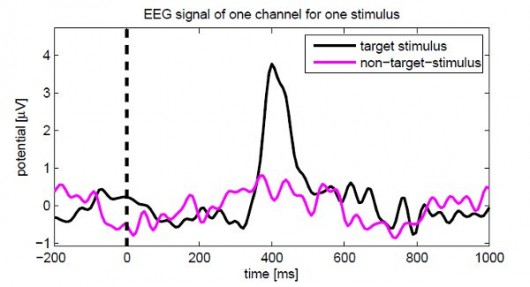 EEG signal of one channel for one stimulus
target stimulus
non-target-stimulus
potential [μV]
4
3
2
1
0
−1
−200
0
200
400
600
800
1000
time [ms]